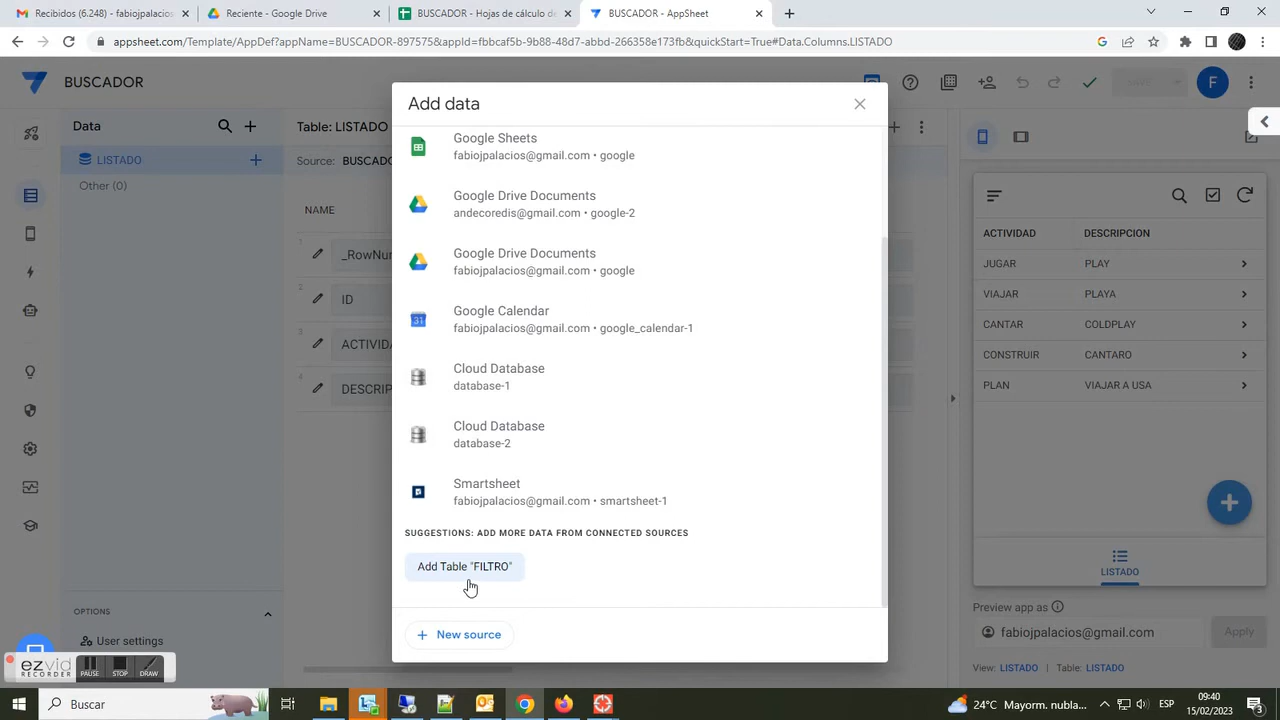 Recibidos (6.248) - fabiojpalacios
Reciente - Google Drive
BUSCADOR - Hojas de cálculo de
BUSCADOR - AppSheet
appsheet.com/Template/AppDef?appName=BUSCADOR-897575&appId=fbbcaf5b-9b88-48d7-abbd-266358e173fb&quickStart=True#Data.Columns.LISTADO
BUSCADOR
F
Data
LISTADO
Other (0)
Table: LISTADO
Source: BUSCADO
NAME
1
_RowNu
2
ID
3
ACTIVIDA
4
DESCRIP
Add data
Google Sheets
fabiojpalacios@gmail.com • google
Google Drive Documents
andecoredis@gmail.com • google-2
Google Drive Documents
fabiojpalacios@gmail.com • google
Google Calendar
fabiojpalacios@gmail.com • google_calendar-1
Cloud Database
database-1
Cloud Database
database-2
Smartsheet
fabiojpalacios@gmail.com • smartsheet-1
SUGGESTIONS: ADD MORE DATA FROM CONNECTED SOURCES
Add Table "FILTRO"
New source
ACTIVIDAD DESCRIPCION
JUGAR PLAY
VIAJAR PLAYA
CANTAR COLDPLAY
CONSTRUIR CANTARO
PLAN VIAJAR A USA
LISTADO
Preview app as
fabiojpalacios@gmail.com
Apply
View: LISTADO | Table: LISTADO
OPTIONS
User settings
ezvid
RECORDER
PAUSE STOP DRAW
Buscar
24°C Mayorm. nubla...
ESP
09:40
15/02/2023